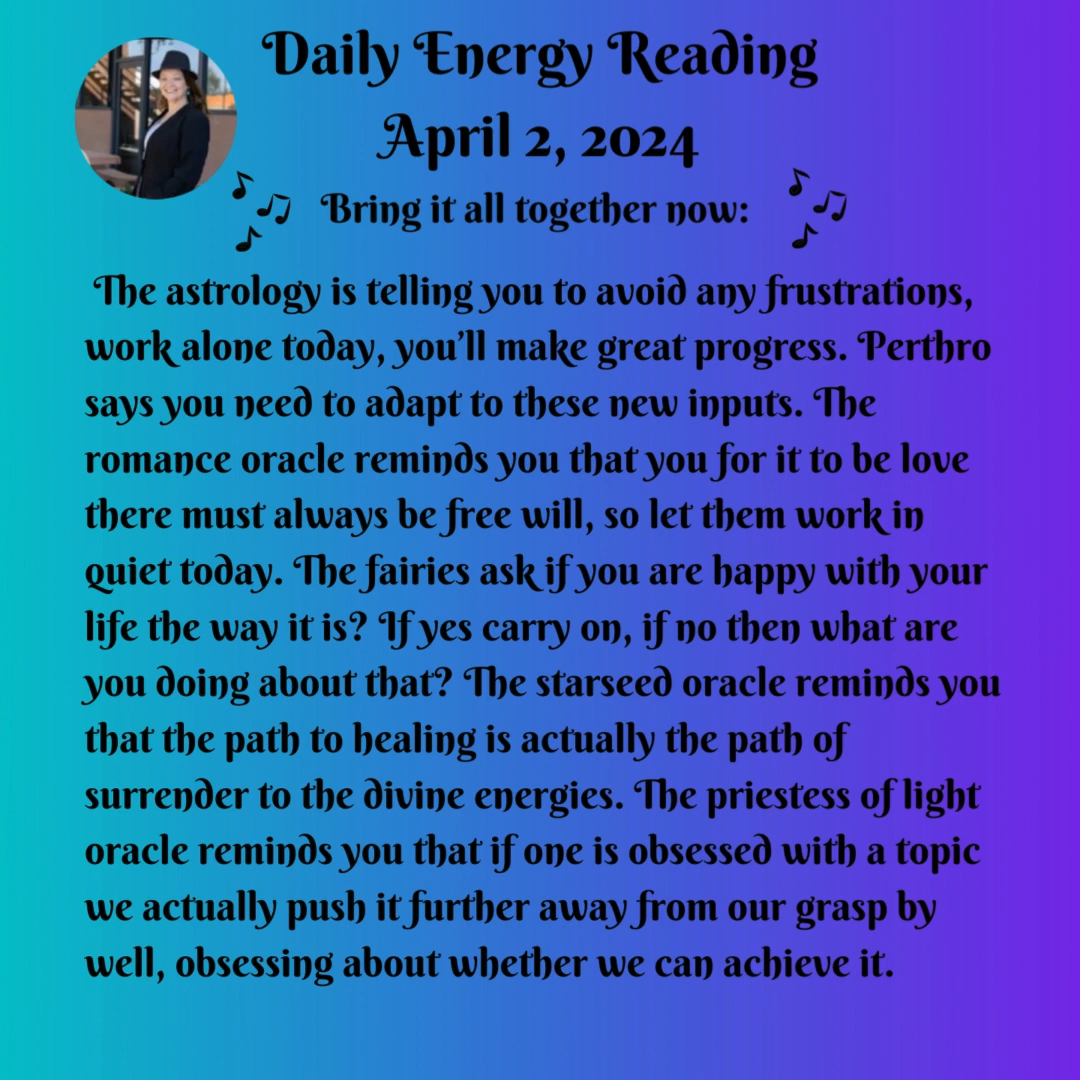 Daily Energy Reading
April 2, 2024
Bring it all together now:
The astrology is telling you to avoid any frustrations,
work alone today, you'll make great progress. Perthro
says you need to adapt to these new inputs. The
romance oracle reminds you that you for it to be love
there must always be free will, so let them work in
quiet today. The fairies ask if you are happy with your
life the way it is? If yes carry on, if no then what are
you doing about that? The starseed oracle reminds you
that the path to healing is actually the path of
surrender to the divine energies. The priestess of light
oracle reminds you that if one is obsessed with a topic
we actually push it further away from our grasp by
well, obsessing about whether we can achieve it.